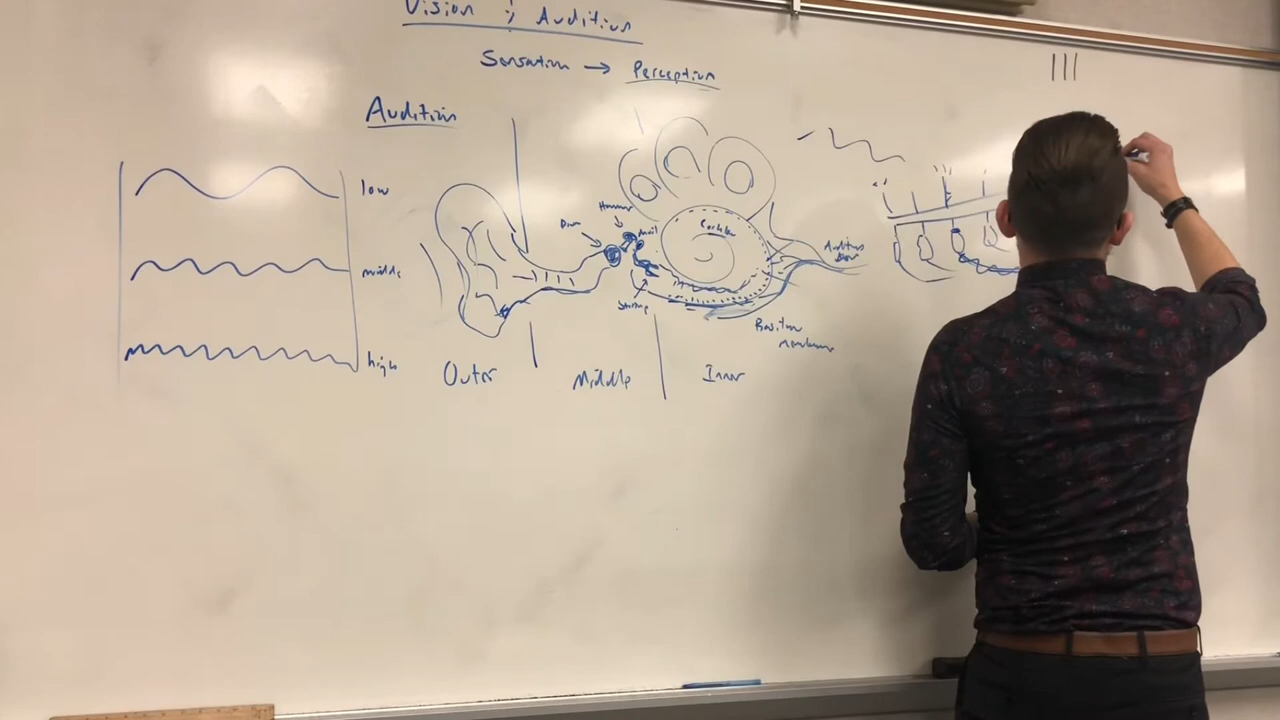 Vision & Audition
Sensation → Perception
Audition
low
middle
high
Drum
Hammer
Anvil
Stirrup
Cochlea
Auditory
Basilar
Membrane
Outer
Middle
Inner